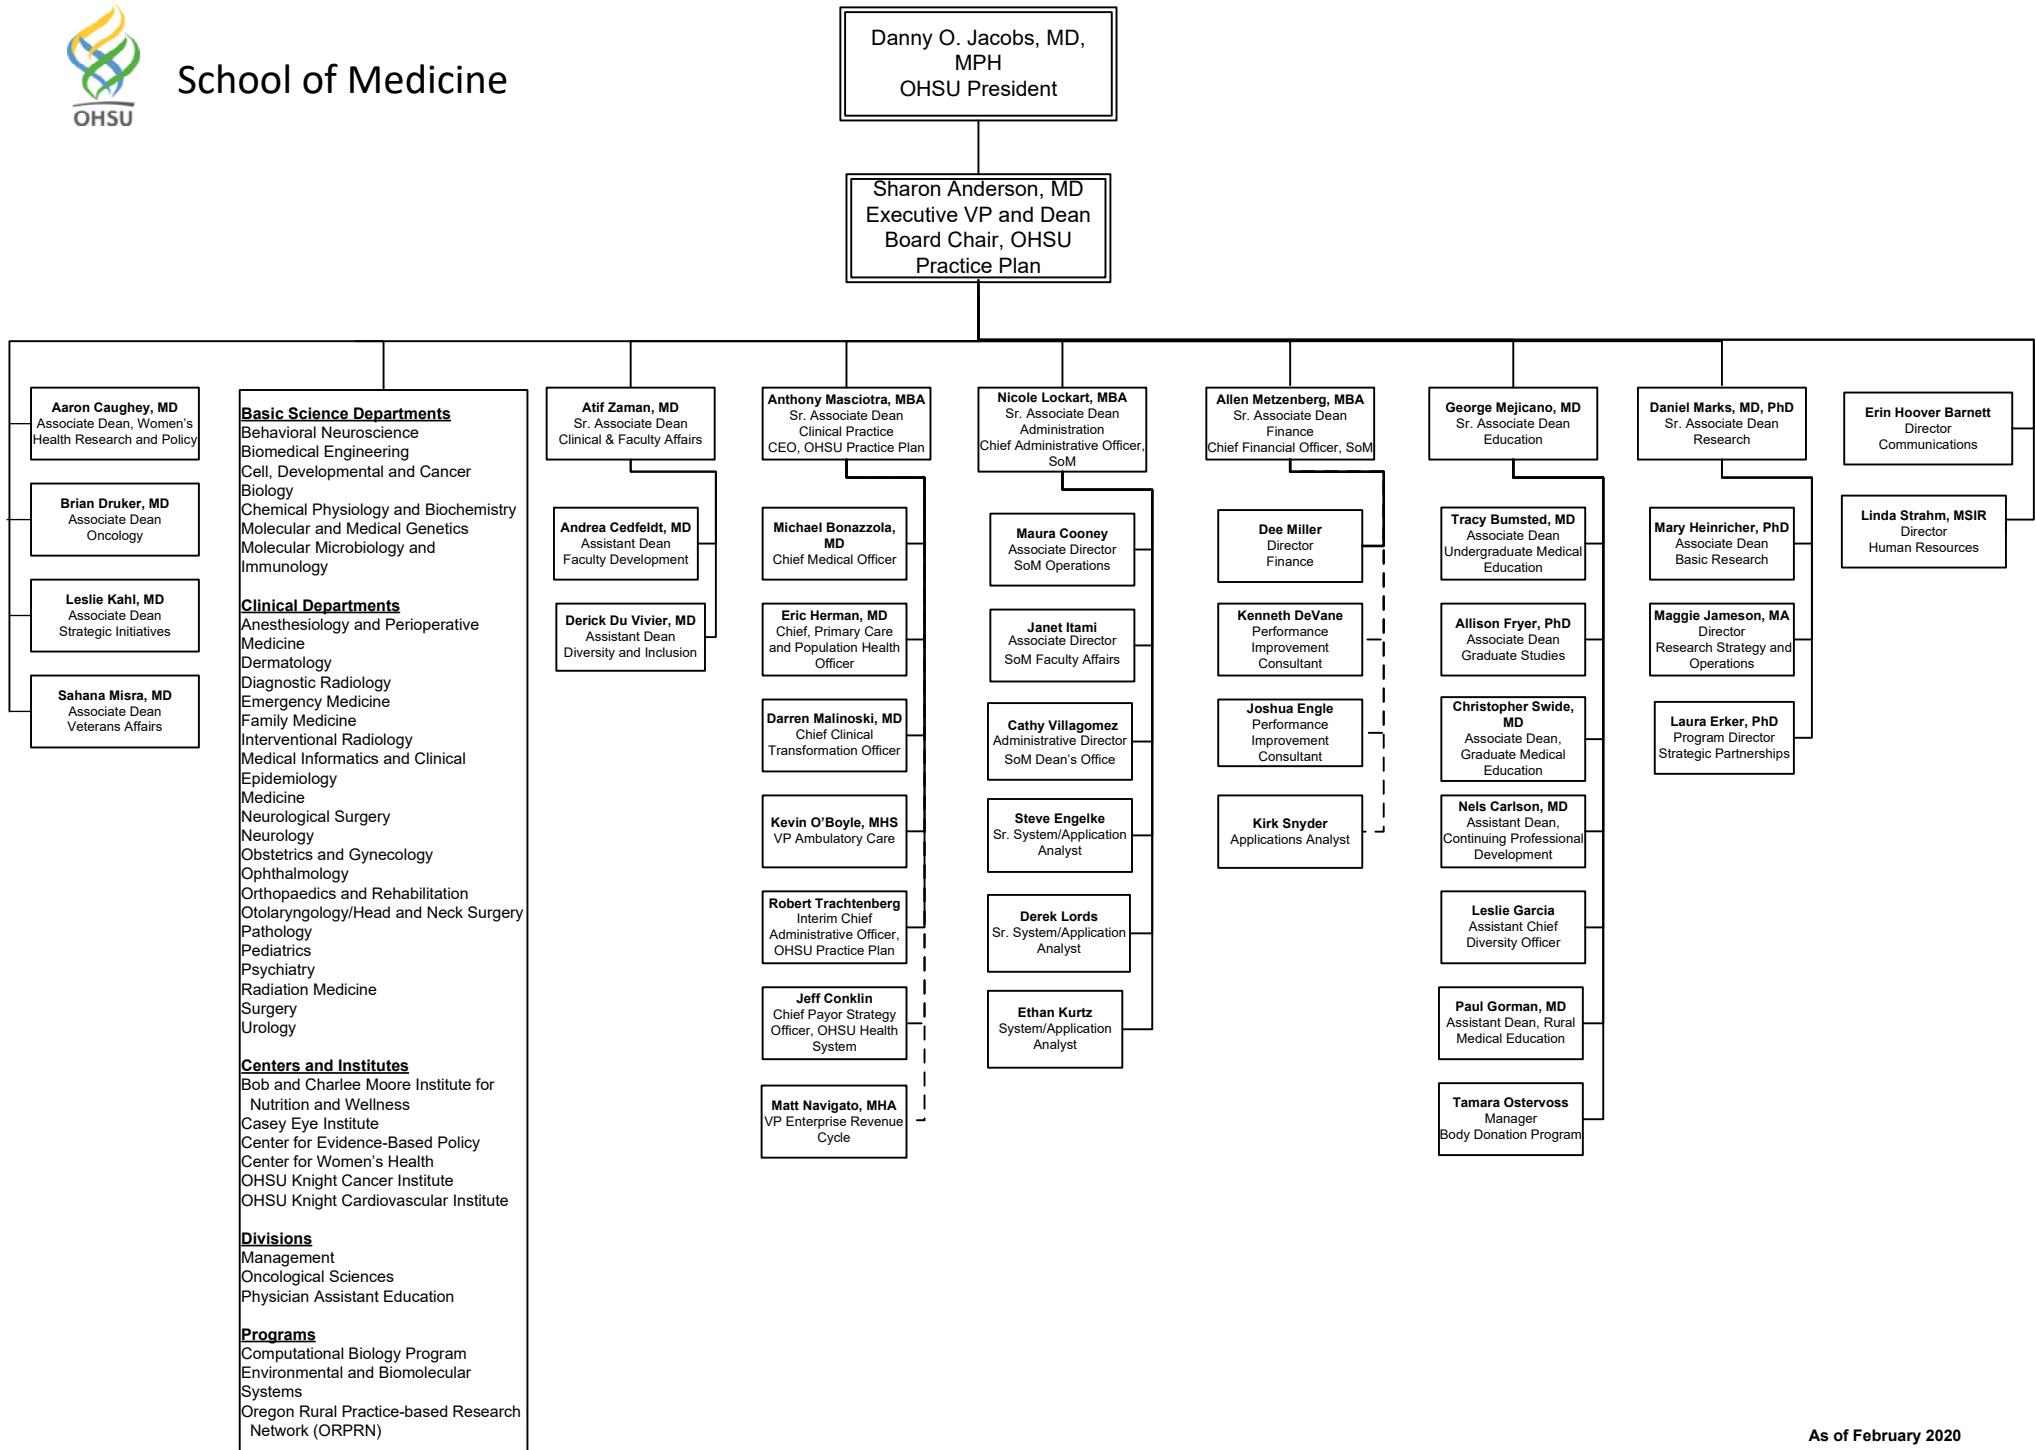 OHSU
School of Medicine
Danny O. Jacobs, MD,
MPH
OHSU President
Sharon Anderson, MD
Executive VP and Dean
Board Chair, OHSU
Practice Plan
Aaron Caughey, MD
Associate Dean, Women's
Health Research and Policy
Brian Druker, MD
Associate Dean
Oncology
Leslie Kahl, MD
Associate Dean
Strategic Initiatives
Sahana Misra, MD
Associate Dean
Veterans Affairs
Basic Science Departments
Behavioral Neuroscience
Biomedical Engineering
Cell, Developmental and Cancer
Biology
Chemical Physiology and Biochemistry
Molecular and Medical Genetics
Molecular Microbiology and
Immunology
Clinical Departments
Anesthesiology and Perioperative
Medicine
Dermatology
Diagnostic Radiology
Emergency Medicine
Family Medicine
Interventional Radiology
Medical Informatics and Clinical
Epidemiology
Medicine
Neurological Surgery
Neurology
Obstetrics and Gynecology
Ophthalmology
Orthopaedics and Rehabilitation
Otolaryngology/Head and Neck Surgery
Pathology
Pediatrics
Psychiatry
Radiation Medicine
Surgery
Urology
Centers and Institutes
Bob and Charlee Moore Institute for
Nutrition and Wellness
Casey Eye Institute
Center for Evidence-Based Policy
Center for Women's Health
OHSU Knight Cancer Institute
OHSU Knight Cardiovascular Institute
Divisions
Management
Oncological Sciences
Physician Assistant Education
Programs
Computational Biology Program
Environmental and Biomolecular
Systems
Oregon Rural Practice-based Research
Network (ORPRN)
Atif Zaman, MD
Sr. Associate Dean
Clinical & Faculty Affairs
Andrea Cedfeldt, MD
Assistant Dean
Faculty Development
Derick Du Vivier, MD
Assistant Dean
Diversity and Inclusion
Anthony Masciotra, MBA
Sr. Associate Dean
Clinical Practice
CEO, OHSU Practice Plan
Michael Bonazzola,
MD
Chief Medical Officer
Eric Herman, MD
Chief, Primary Care
and Population Health
Officer
Darren Malinoski, MD
Chief Clinical
Transformation Officer
Kevin O'Boyle, MHS
VP Ambulatory Care
Robert Trachtenberg
Interim Chief
Administrative Officer,
OHSU Practice Plan
Jeff Conklin
Chief Payor Strategy
Officer, OHSU Health
System
Matt Navigato, MHA
VP Enterprise Revenue
Cycle
Nicole Lockart, MBA
Sr. Associate Dean
Administration
Chief Administrative Officer,
SoM
Maura Cooney
Associate Director
SoM Operations
Janet Itami
Associate Director
SoM Faculty Affairs
Cathy Villagomez
Administrative Director
SoM Dean's Office
Steve Engelke
Sr. System/Application
Analyst
Derek Lords
Sr. System/Application
Analyst
Ethan Kurtz
System/Application
Analyst
Allen Metzenberg, MBA
Sr. Associate Dean
Finance
Chief Financial Officer, SoM
Dee Miller
Director
Finance
Kenneth DeVane
Performance
Improvement
Consultant
Joshua Engle
Performance
Improvement
Consultant
Kirk Snyder
Applications Analyst
George Mejicano, MD
Sr. Associate Dean
Education
Tracy Bumsted, MD
Associate Dean
Undergraduate Medical
Education
Allison Fryer, PhD
Associate Dean
Graduate Studies
Christopher Swide,
MD
Associate Dean,
Graduate Medical
Education
Nels Carlson, MD
Assistant Dean,
Continuing Professional
Development
Leslie Garcia
Assistant Chief
Diversity Officer
Paul Gorman, MD
Assistant Dean, Rural
Medical Education
Tamara Ostervoss
Manager
Body Donation Program
Daniel Marks, MD, PhD
Sr. Associate Dean
Research
Mary Heinricher, PhD
Associate Dean
Basic Research
Maggie Jameson, MA
Director
Research Strategy and
Operations
Laura Erker, PhD
Program Director
Strategic Partnerships
Erin Hoover Barnett
Director
Communications
Linda Strahm, MSIR
Director
Human Resources
As of February 2020